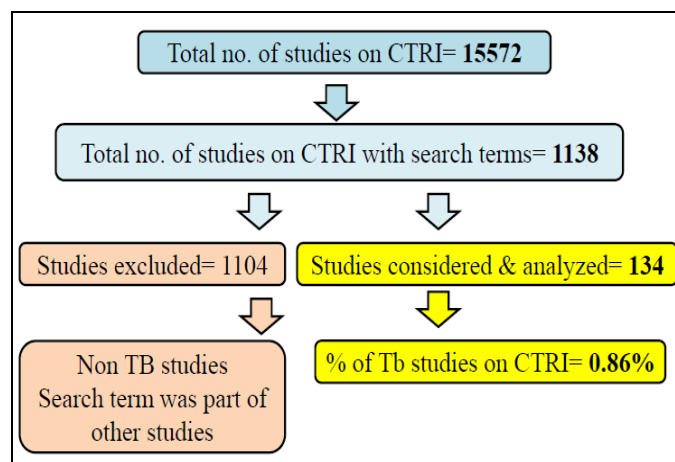 Total no. of studies on CTRI= 15572
Total no. of studies on CTRI with search terms= 1138
Studies excluded= 1104
Studies considered & analyzed= 134
Non TB studies
Search term was part of
other studies
% of Tb studies on CTRI= 0.86%